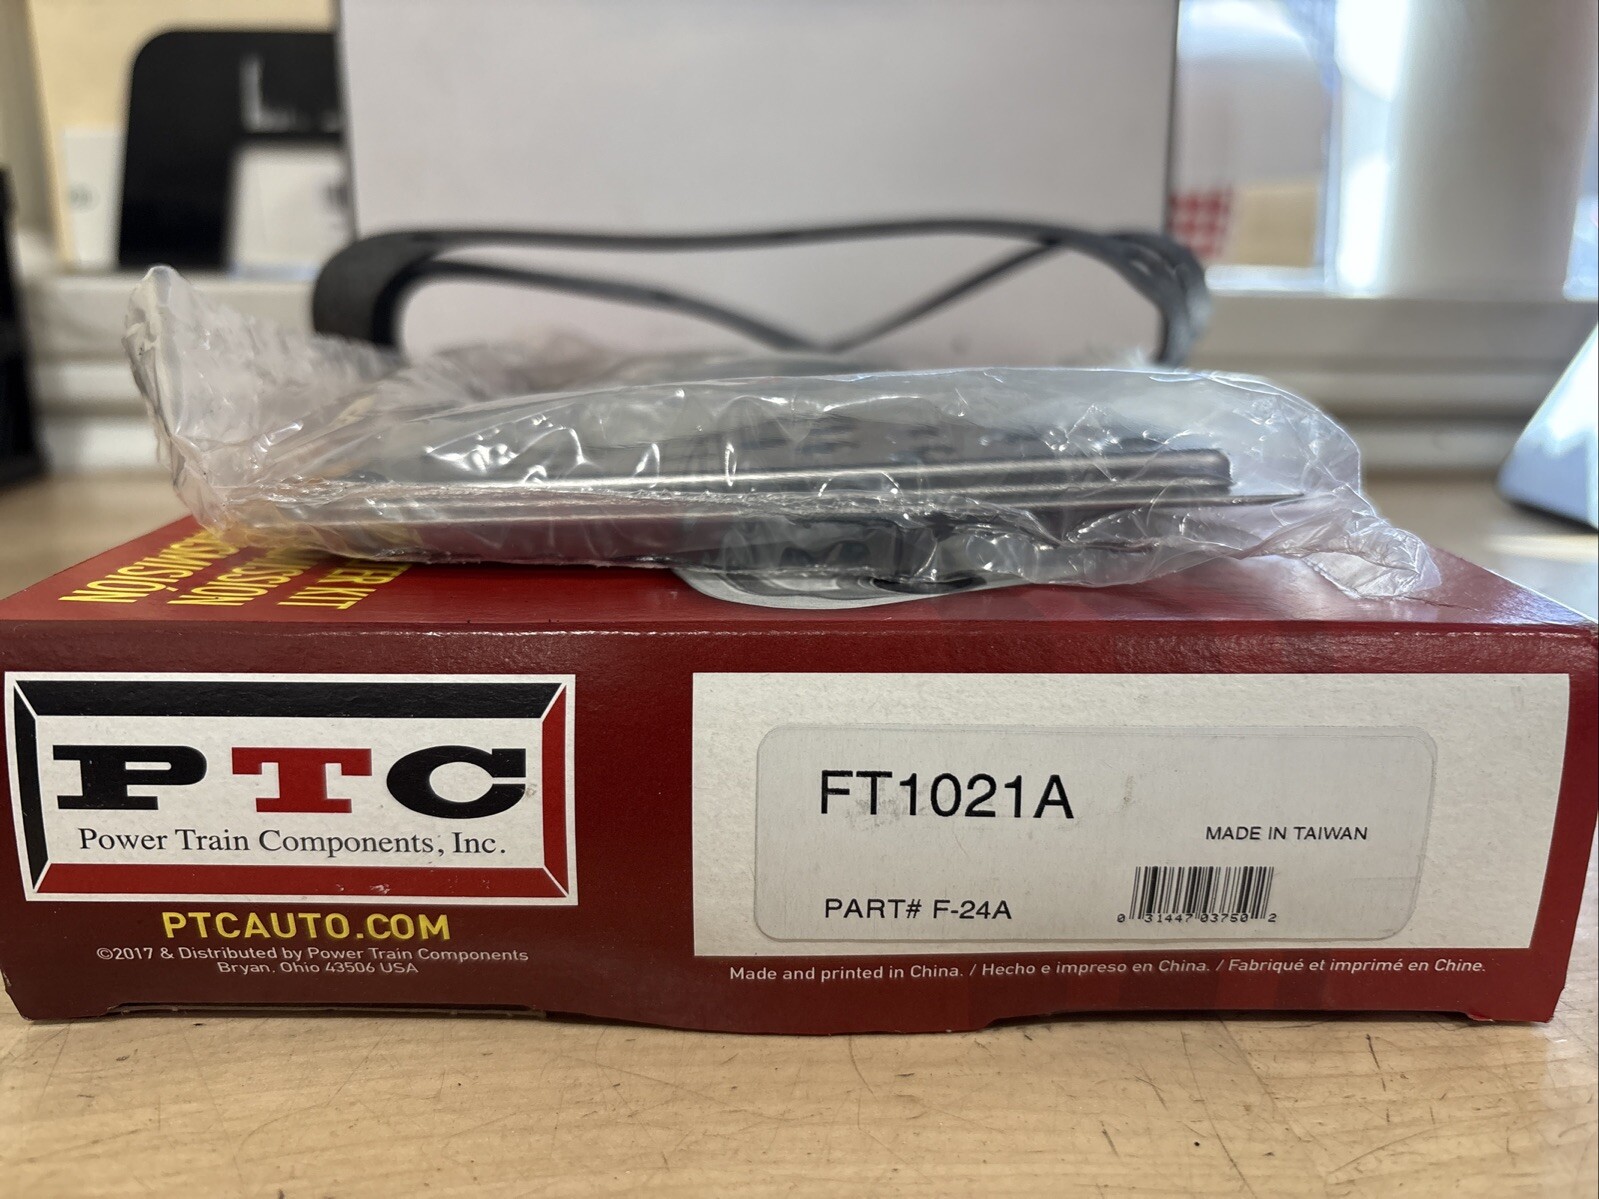 PTC
Power Train Components, Inc.
PTCAUTO.COM
©2017 & Distributed by Power Train Components
Bryan, Ohio 43506 USA
FT1021A
MADE IN TAIWAN
PART# F-24A
0 31447 03750 2
Made and printed in China. / Hecho e impreso en China. / Fabriqué et imprimé en Chine.